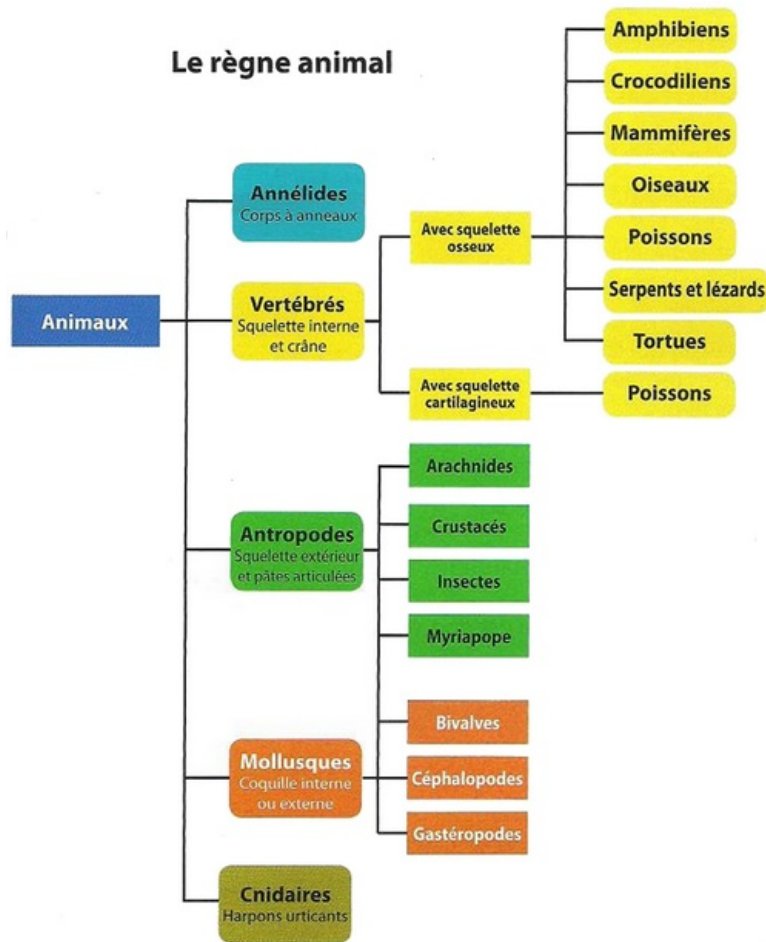 Le règne animal
Animaux
Annélides
Corps à anneaux
Vertébrés
Squelette interne
et crâne
Avec squelette
osseux
Amphibiens
Crocodiliens
Mammifères
Oiseaux
Poissons
Serpents et lézards
Tortues
Avec squelette
cartilagineux
Poissons
Antropodes
Squelette extérieur
et pâtes articulées
Arachnides
Crustacés
Insectes
Myriapope
Mollusques
Coquille interne
ou externe
Bivalves
Céphalopodes
Gastéropodes
Cnidaires
Harpons urticants